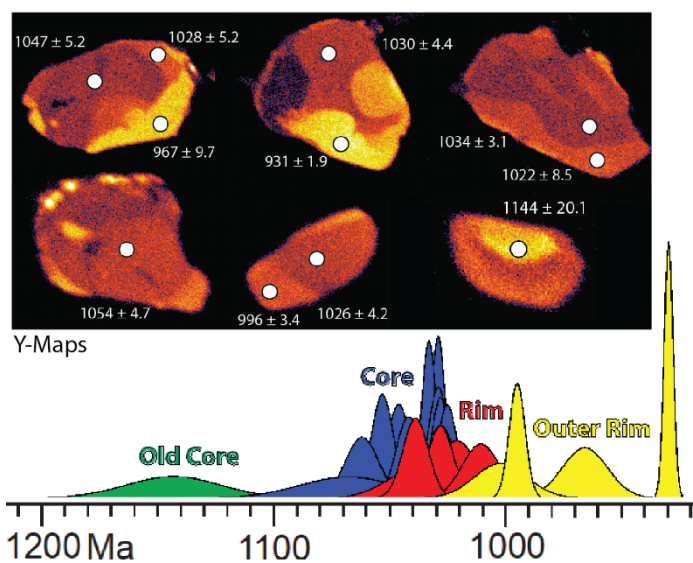 1047 ± 5.2
1028 ± 5.2
967 ± 9.7
1030 ± 4.4
931 ± 1.9
1034 ± 3.1
1022 ± 8.5
1054 ± 4.7
996 ± 3.4
1026 ± 4.2
1144 ± 20.1
Y-Maps
Core
Rim
Outer Rim
Old Core
1200 Ma
1100
1000